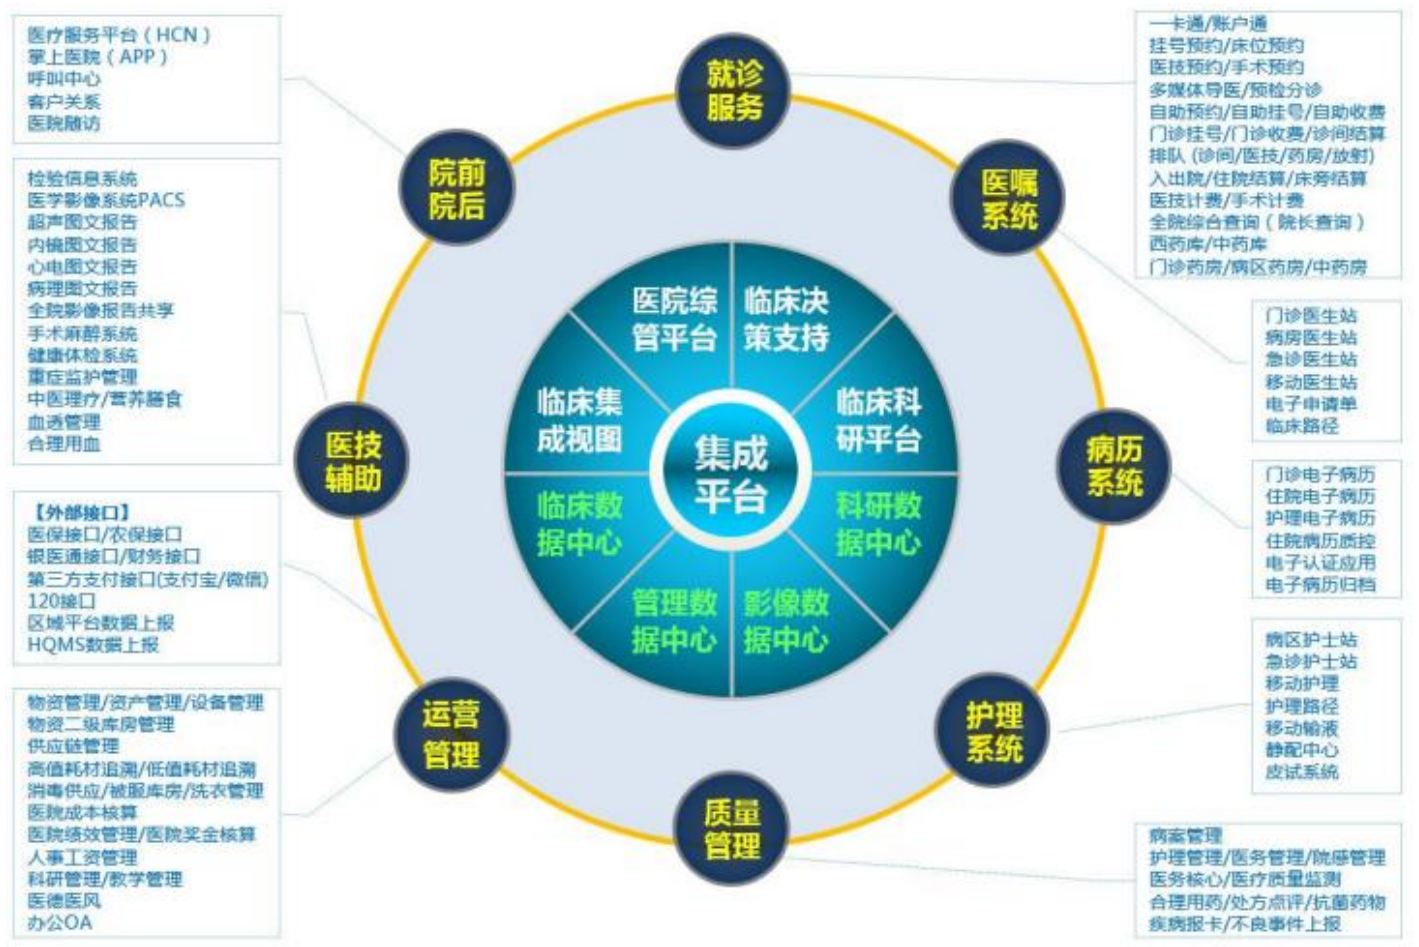 医疗服务平台（HCN）
掌上医院（APP）
呼叫中心
客户关系
医院随访
检验信息系统
医学影像系统PACS
超声图文报告
内镜图文报告
心电图文报告
病理图文报告
全院影像报告共享
手术麻醉系统
健康体检系统
重症监护管理
中医理疗/营养膳食
血透管理
合理用血
【外部接口】
医保接口/农保接口
银医通接口/财务接口
第三方支付接口(支付宝/微信)
120接口
区域平台数据上报
HQMS数据上报
物资管理/资产管理/设备管理
物资二级库房管理
供应链管理
高值耗材追溯/低值耗材追溯
消毒供应/被服库房/洗衣管理
医院成本核算
医院绩效管理/医院奖金核算
人事工资管理
科研管理/教学管理
医德医风
办公OA
就诊
服务
院前
院后
医嘱
系统
医技
辅助
病历
系统
运营
管理
护理
系统
质量
管理
医院综
管平台
临床决
策支持
临床集
成视图
临床科
研平台
集成
平台
临床数
据中心
科研数
据中心
管理数
据中心
影像数
据中心
一卡通/账户通
挂号预约/床位预约
医技预约/手术预约
多媒体导医/预检分诊
自助预约/自助挂号/自助收费
门诊挂号/门诊收费/诊间结算
排队 (诊间/医技/药房/放射)
入出院/住院结算/床旁结算
医技计费/手术计费
全院综合查询（院长查询）
西药库/中药库
门诊药房/病区药房/中药房
门诊医生站
病房医生站
急诊医生站
移动医生站
电子申请单
临床路径
门诊电子病历
住院电子病历
护理电子病历
住院病历质控
电子认证应用
电子病历归档
病区护士站
急诊护士站
移动护理
护理路径
移动输液
静配中心
皮试系统
病案管理
护理管理/医务管理/院感管理
医务核心/医疗质量监测
合理用药/处方点评/抗菌药物
疾病报卡/不良事件上报